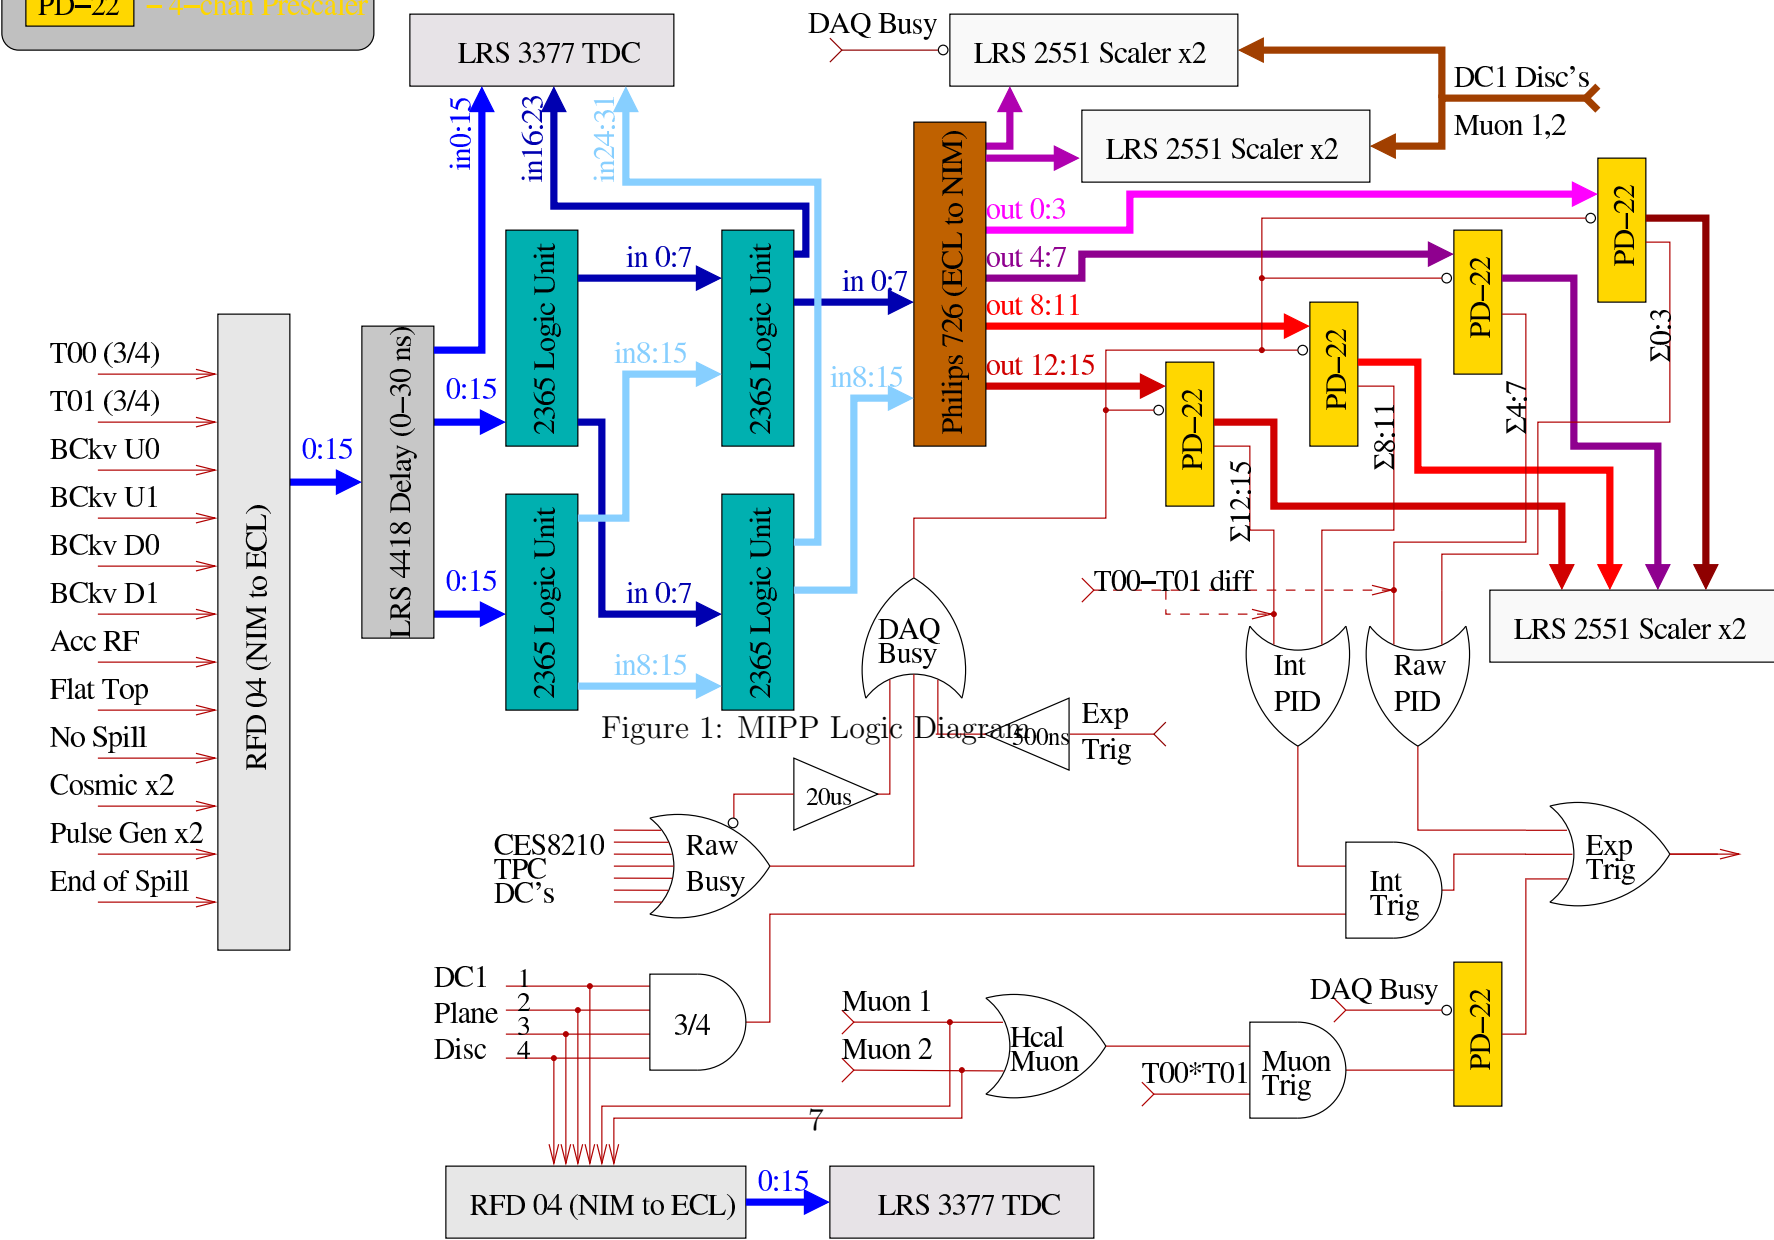 PD−22 − 4−chan Prescaler
LRS 3377 TDC
DAQ Busy
LRS 2551 Scaler x2
DC1 Disc's
Muon 1,2
LRS 2551 Scaler x2
in0:15
in16:23
in24:31
Philips 726 (ECL to NIM)
out 0:3
out 4:7
out 8:11
out 12:15
PD−22
PD−22
PD−22
PD−22
Σ0:3
Σ4:7
Σ8:11
Σ12:15
2365 Logic Unit
in 0:7
2365 Logic Unit
in 0:7
in8:15
in8:15
T00 (3/4)
T01 (3/4)
BCkv U0
BCkv U1
BCkv D0
BCkv D1
Acc RF
Flat Top
No Spill
Cosmic x2
Pulse Gen x2
End of Spill
RFD 04 (NIM to ECL)
0:15
LRS 4418 Delay (0−30 ns)
0:15
0:15
2365 Logic Unit
in 0:7
in8:15
2365 Logic Unit
T00−T01 diff
LRS 2551 Scaler x2
DAQ
Busy
Int
PID
Raw
PID
Figure 1: MIPP Logic Diagram
500ns
Exp
Trig
20us
CES8210
TPC
DC's
Raw
Busy
Int
Trig
Exp
Trig
DC1 1
Plane 2
3
Disc 4
3/4
Muon 1
Muon 2
Hcal
Muon
DAQ Busy
T00*T01
Muon
Trig
PD−22
7
RFD 04 (NIM to ECL)
0:15
LRS 3377 TDC